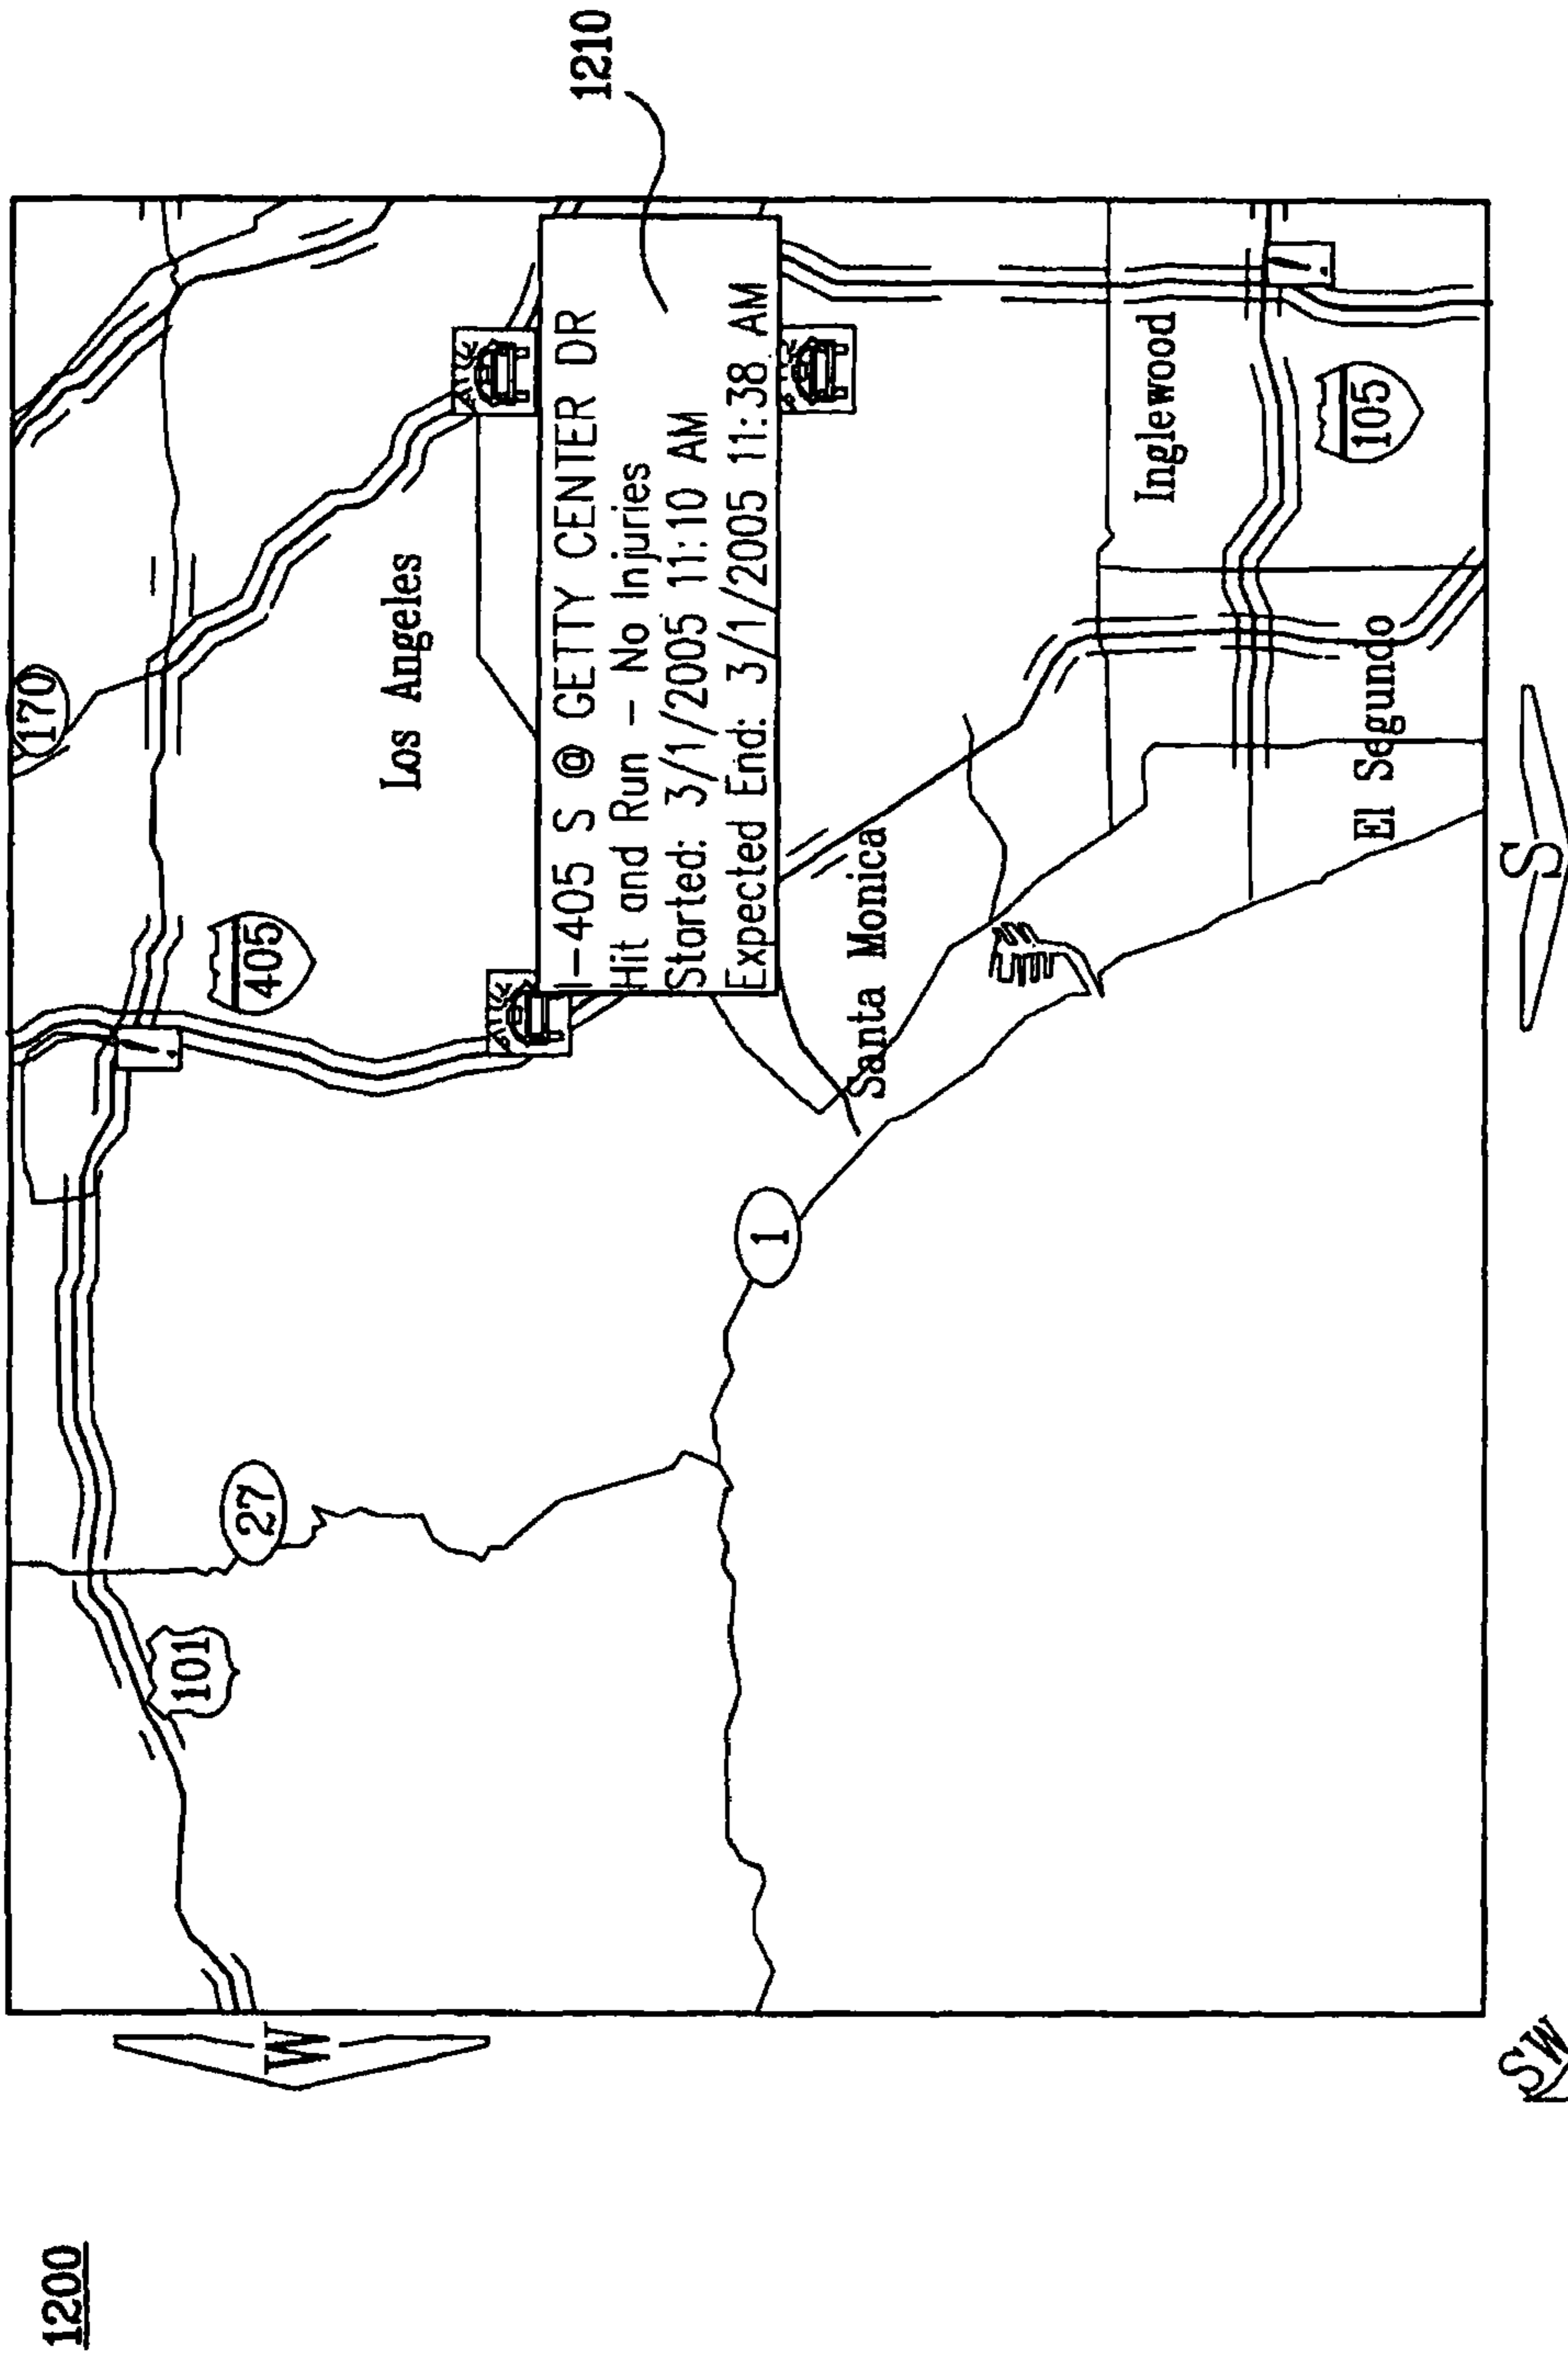 1200
170
101
27
405
Los Angeles
I-405 S @ GETTY CENTER DR
Hit and Run - No Injuries
Started: 3/1/2005 11:10 AM
Expected End: 3/1/2005 11:38 AM
1210
1
Santa Monica
Inglewood
105
El Segundo
W
SW
S